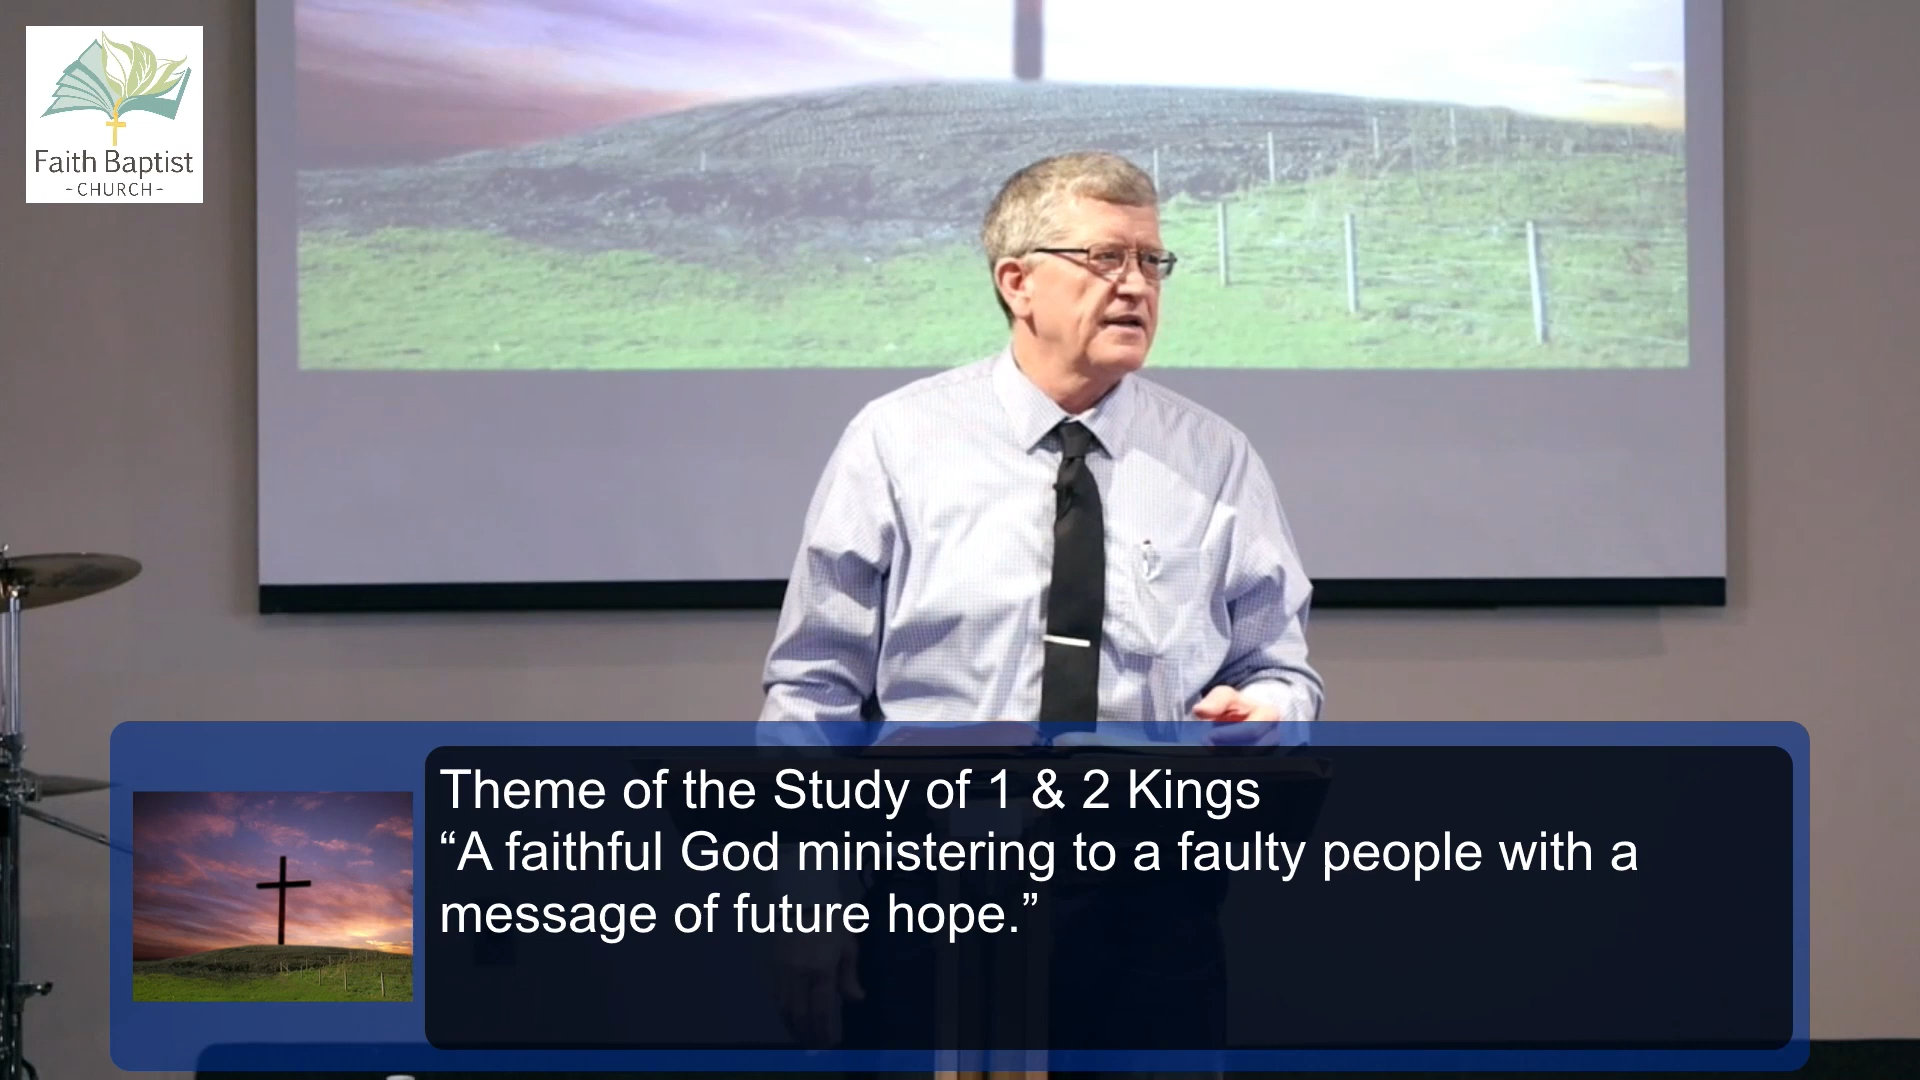 Faith Baptist
-CHURCH-
Theme of the Study of 1 & 2 Kings
“A faithful God ministering to a faulty people with a
message of future hope.”